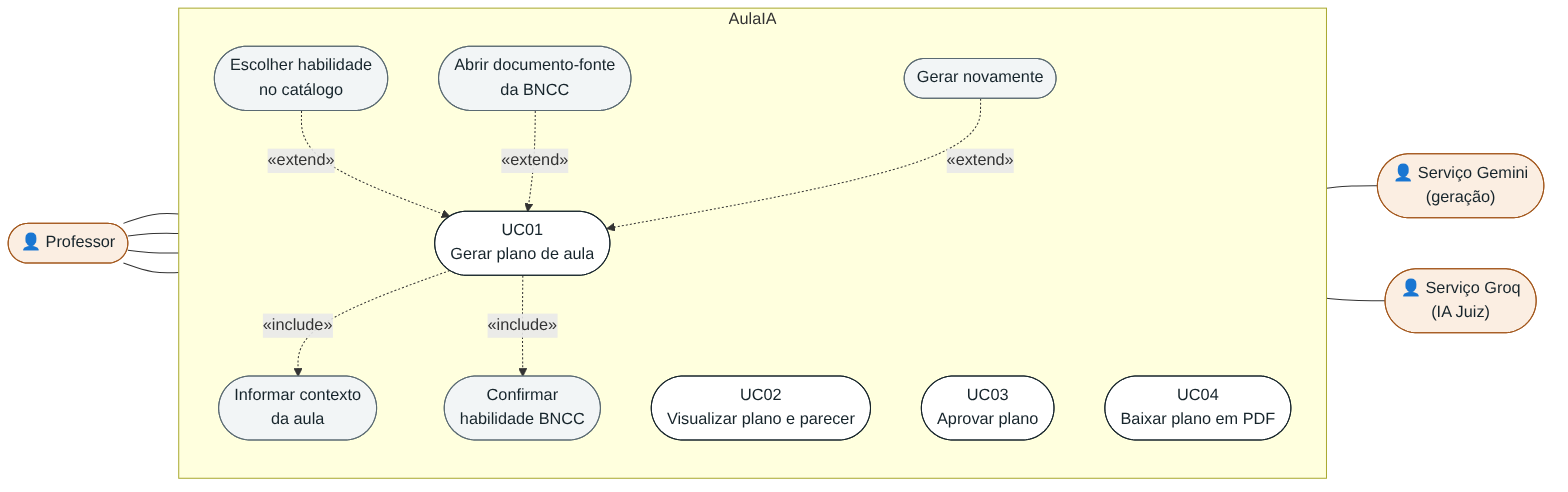 AulaIA
Escolher habilidade
no catálogo
Abrir documento-fonte
da BNCC
Gerar novamente
«extend»
«extend»
«extend»
👤 Professor
👤 Serviço Gemini
(geração)
UC01
Gerar plano de aula
👤 Serviço Groq
(IA Juiz)
«include»
«include»
Informar contexto
da aula
Confirmar
habilidade BNCC
UC02
Visualizar plano e parecer
UC03
Aprovar plano
UC04
Baixar plano em PDF